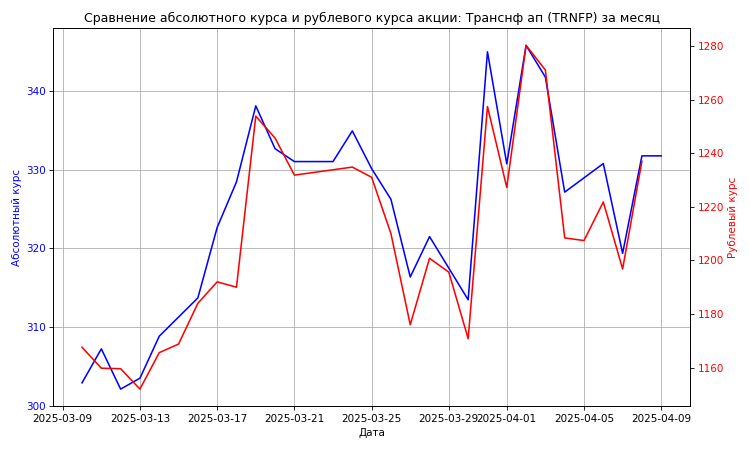 Сравнение абсолютного курса и рублевого курса акции: Транснф ап (TRNFP) за месяц
Абсолютный курс
340
330
320
310
300
1280
1260
1240
1220
1200
1180
1160
Рублевый курс
2025-03-09 2025-03-13 2025-03-17 2025-03-21 2025-03-25 2025-03-29 2025-04-01 2025-04-05 2025-04-09
Дата